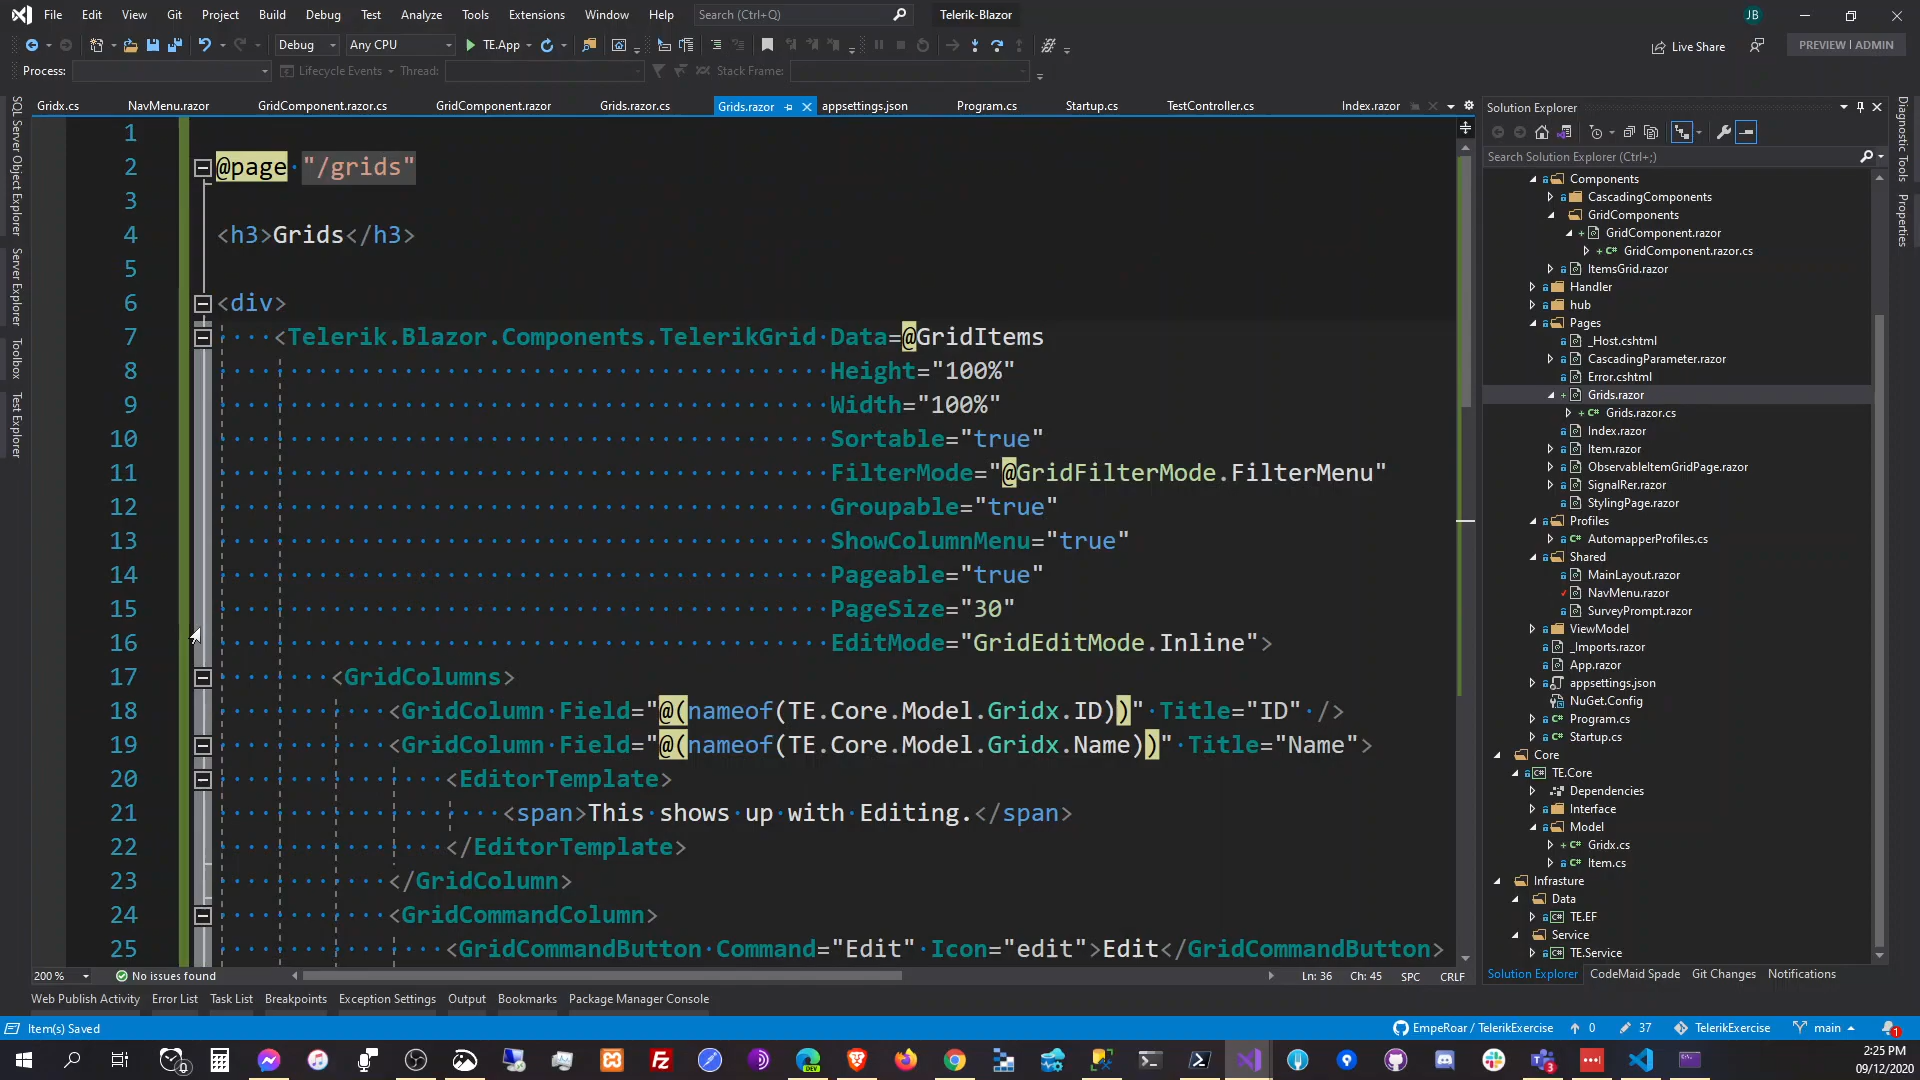 File Edit View Git Project Build Debug Test Analyze Tools Extensions Window Help Search (Ctrl+Q) Telerik-Blazor JB
Debug Any CPU TE.App Live Share PREVIEW | ADMIN
Process: Lifecycle Events Thread: Stack Frame:
Gridx.cs NavMenu.razor GridComponent.razor.cs GridComponent.razor Grids.razor.cs Grids.razor appsettings.json Program.cs Startup.cs TestController.cs Index.razor
SQL Server Object Explorer
Server Explorer
Toolbox
Test Explorer
1
2 @page "/grids"
3
4 <h3>Grids</h3>
5
6 <div>
7 <Telerik.Blazor.Components.TelerikGrid Data=@GridItems
8 Height="100%"
9 Width="100%"
10 Sortable="true"
11 FilterMode="@GridFilterMode.FilterMenu"
12 Groupable="true"
13 ShowColumnMenu="true"
14 Pageable="true"
15 PageSize="30"
16 EditMode="GridEditMode.Inline">
17 <GridColumns>
18 <GridColumn Field="@(nameof(TE.Core.Model.Gridx.ID))" Title="ID" />
19 <GridColumn Field="@(nameof(TE.Core.Model.Gridx.Name))" Title="Name">
20 <EditorTemplate>
21 <span>This shows up with Editing.</span>
22 </EditorTemplate>
23 </GridColumn>
24 <GridCommandColumn>
25 <GridCommandButton Command="Edit" Icon="edit">Edit</GridCommandButton>
200 % No issues found Ln: 36 Ch: 45 SPC CRLF
Solution Explorer
Search Solution Explorer (Ctrl+;)
Components
CascadingComponents
GridComponents
GridComponent.razor
GridComponent.razor.cs
ItemsGrid.razor
Handler
hub
Pages
_Host.cshtml
CascadingParameter.razor
Error.cshtml
Grids.razor
Grids.razor.cs
Index.razor
Item.razor
ObservableItemGridPage.razor
SignalRer.razor
StylingPage.razor
Profiles
AutomapperProfiles.cs
Shared
MainLayout.razor
NavMenu.razor
SurveyPrompt.razor
ViewModel
_Imports.razor
App.razor
appsettings.json
NuGet.Config
Program.cs
Startup.cs
Core
TE.Core
Dependencies
Interface
Model
Gridx.cs
Item.cs
Infrasture
Data
TE.EF
Service
TE.Service
Solution Explorer CodeMaid Spade Git Changes Notifications
Diagnostic Tools
Properties
Web Publish Activity Error List Task List Breakpoints Exception Settings Output Bookmarks Package Manager Console
Item(s) Saved EmpeRoar / TelerikExercise 0 37 TelerikExercise main 1
2:25 PM
09/12/2020